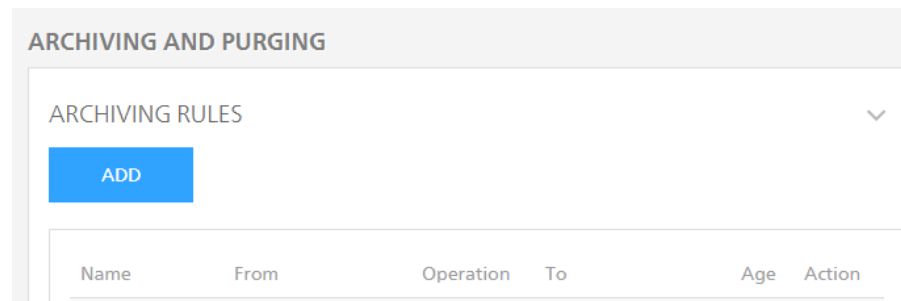 ARCHIVING AND PURGING
ARCHIVING RULES
ADD
Name From Operation To Age Action